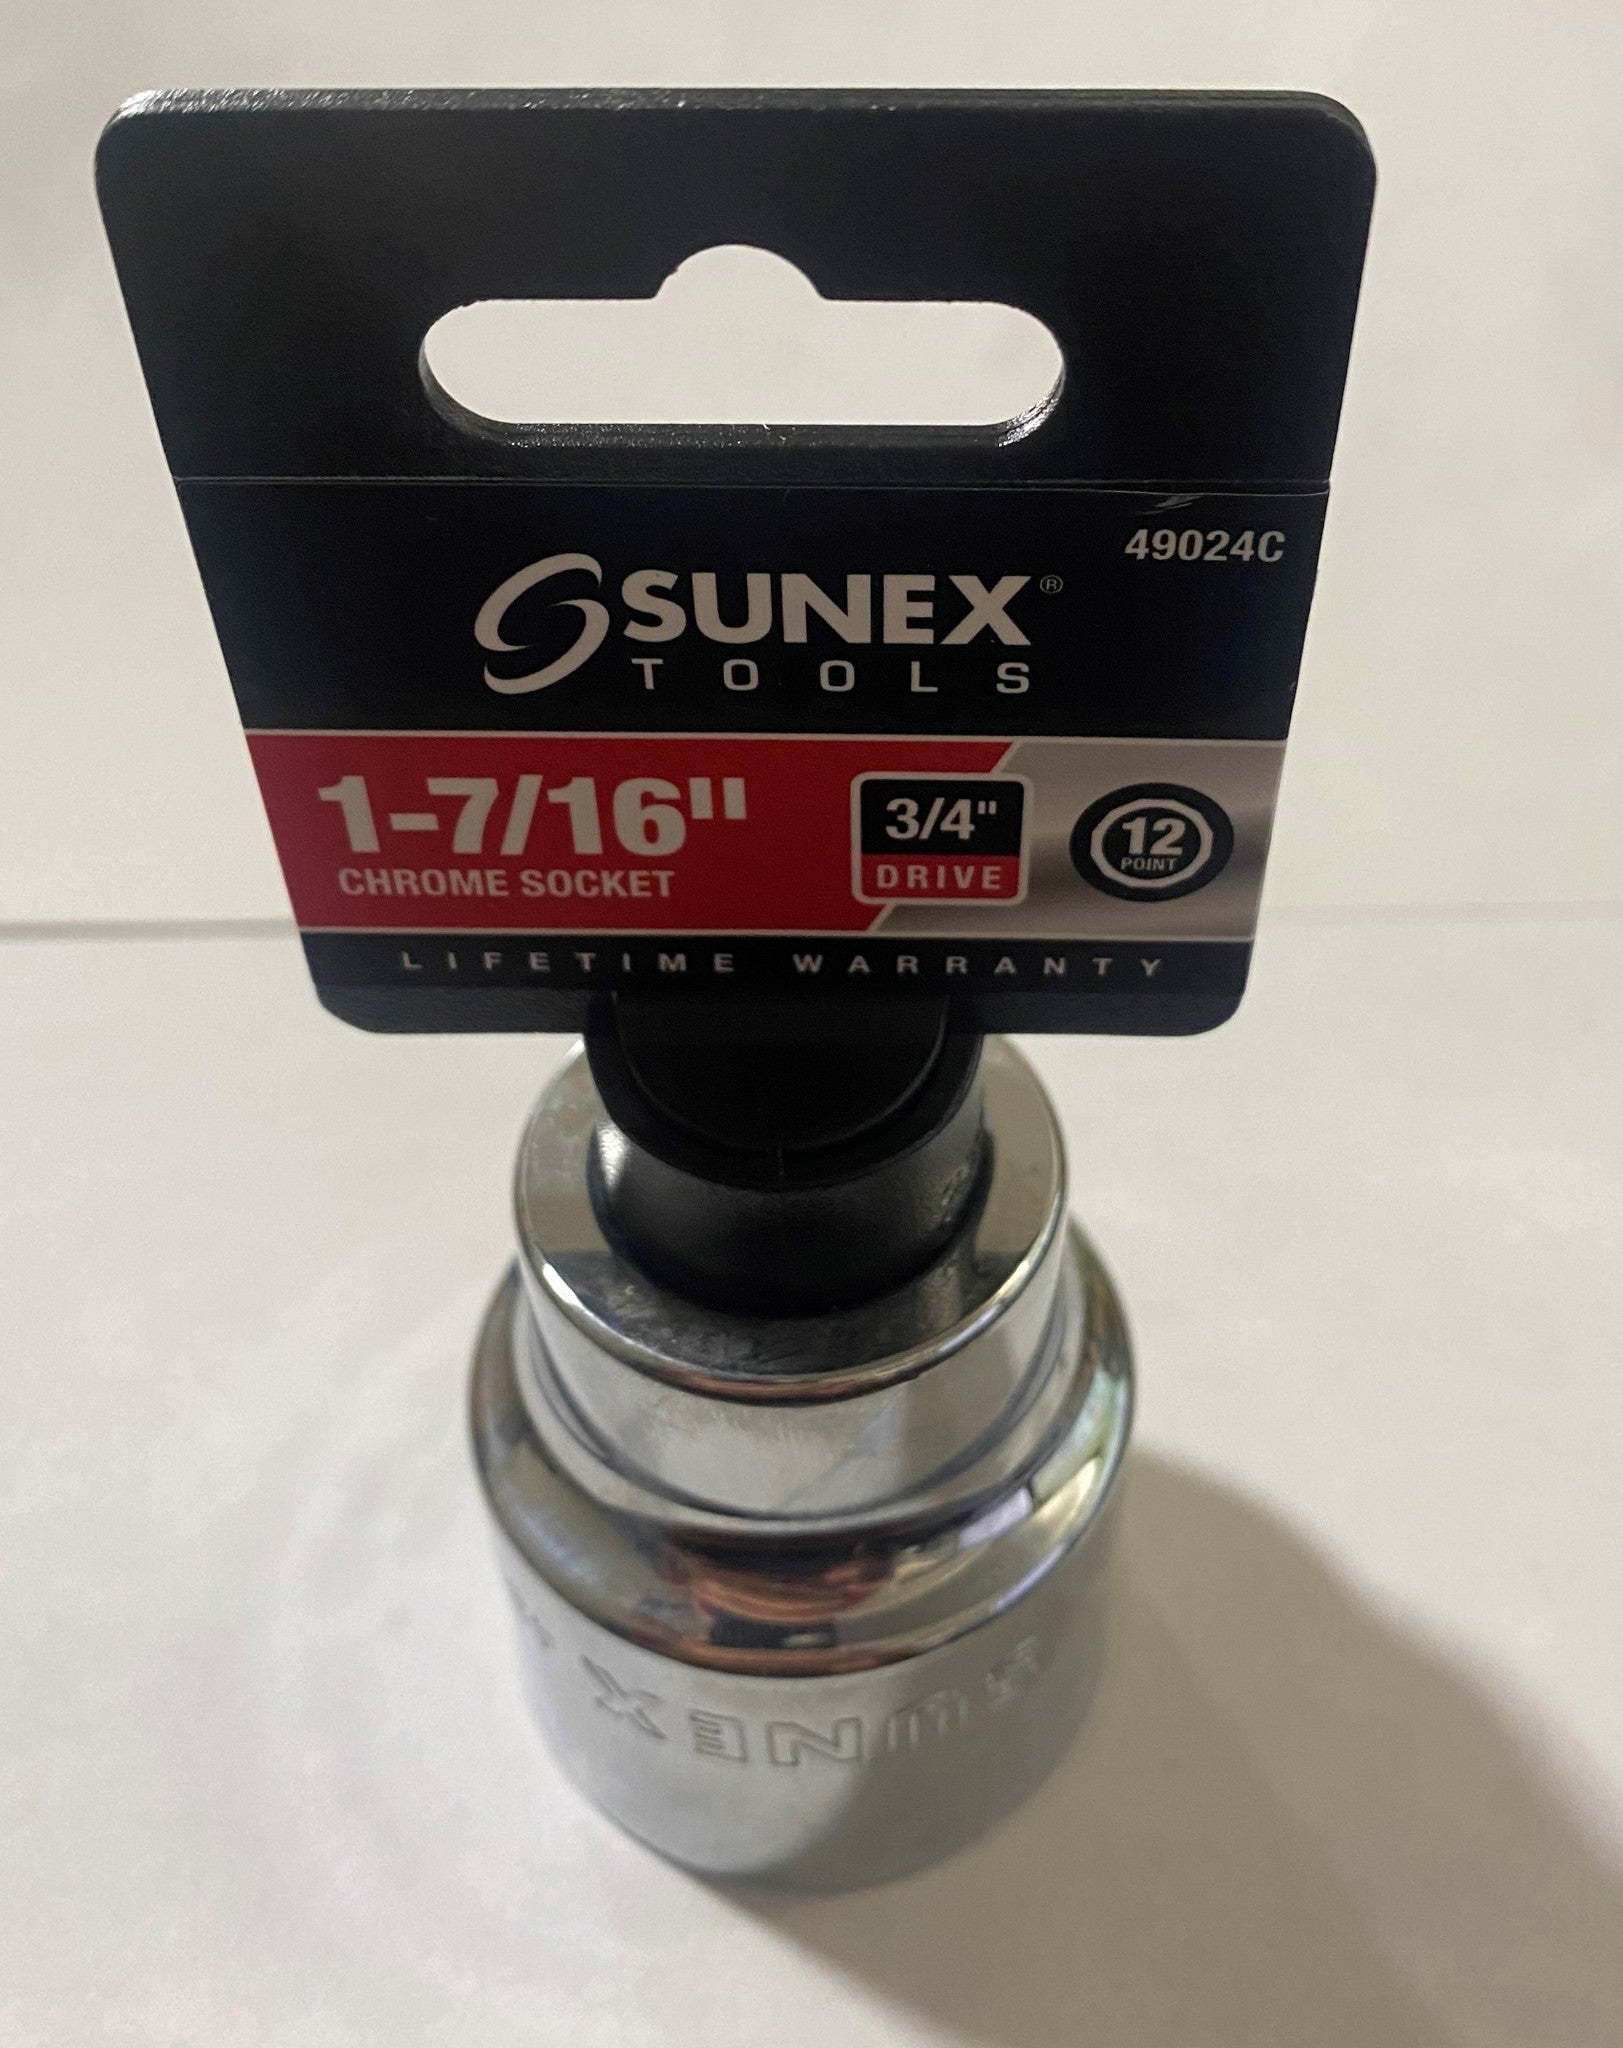 49024C
SUNEX®
TOOLS
1-7/16"
CHROME SOCKET
3/4"
DRIVE
12
POINT
LIFETIME WARRANTY
SUNEX